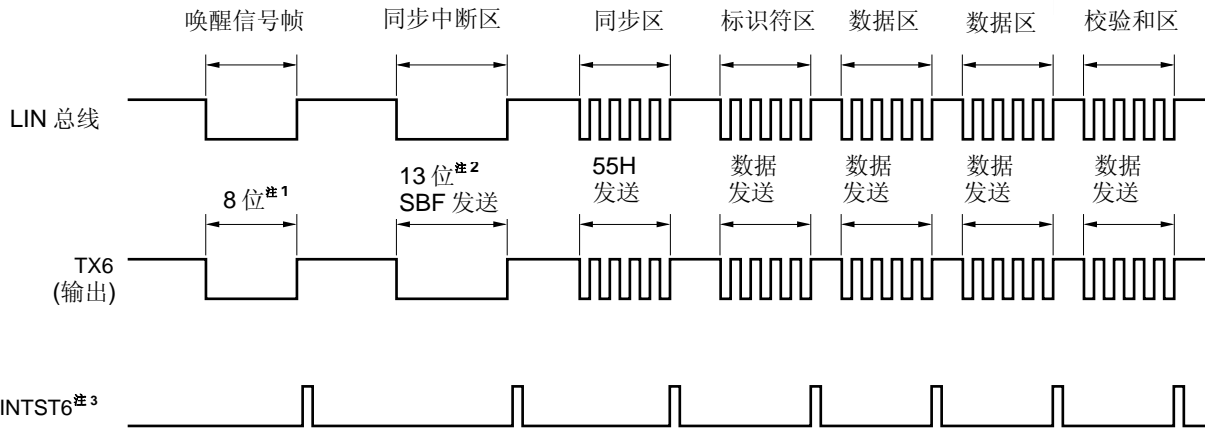 唤醒信号帧 同步中断区 同步区 标识符区 数据区 数据区 校验和区
LIN 总线
8 位注1
13 位注2
SBF 发送
55H
发送
数据
发送
数据
发送
数据
发送
数据
发送
TX6
(输出)
INTST6注3